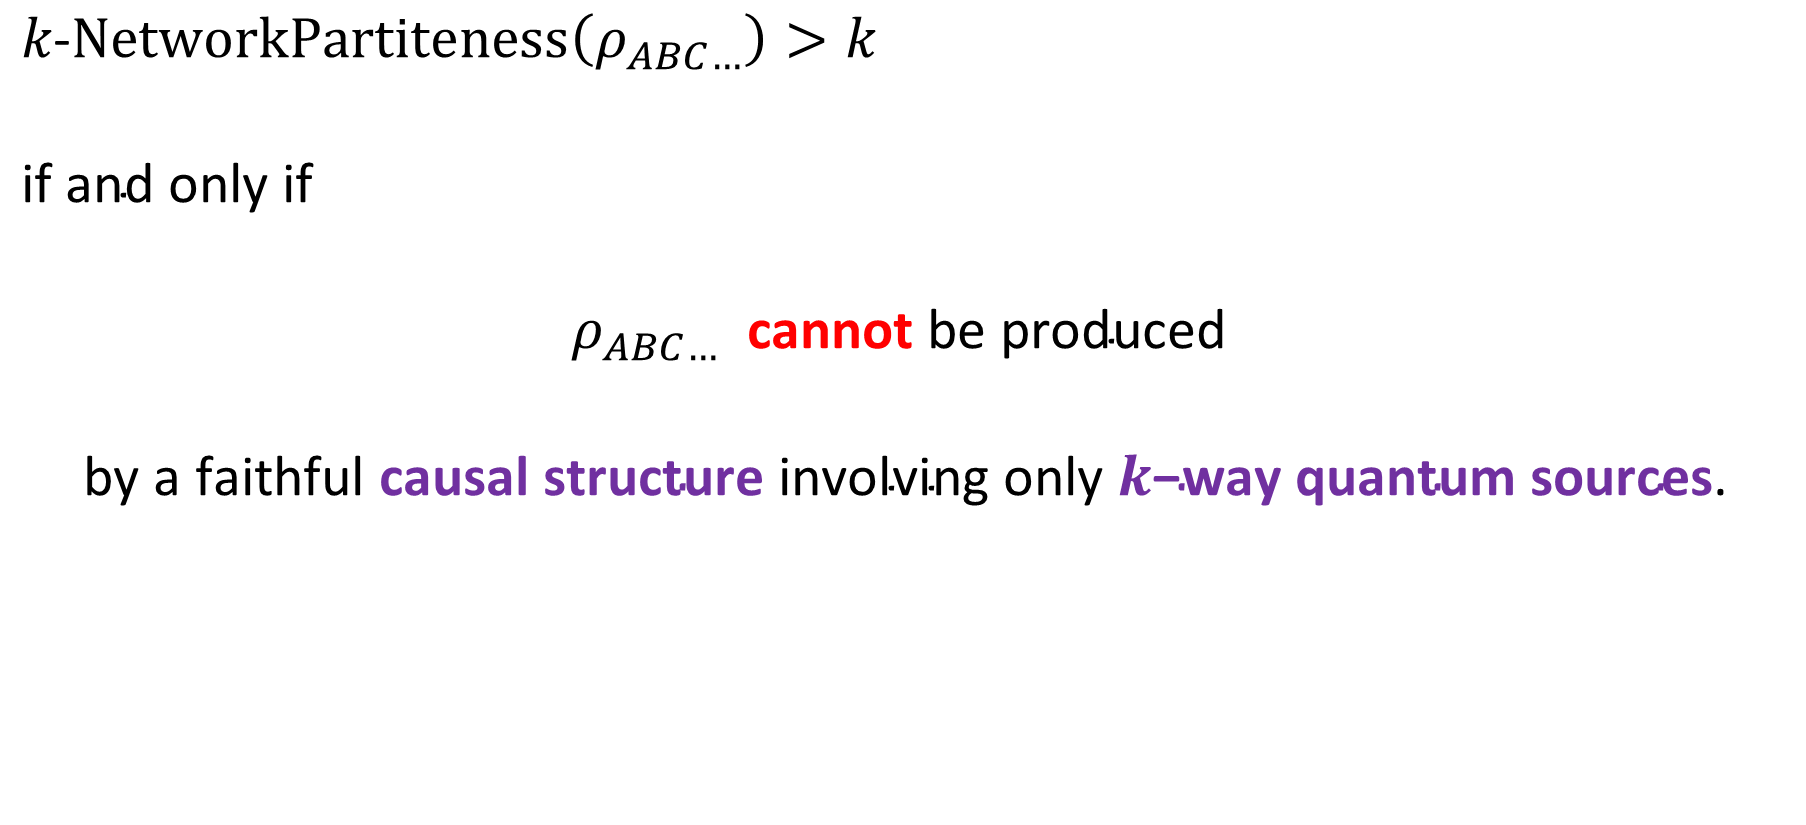 k-NetworkPartiteness(ρ_ABC…) > k
if and only if
ρ_ABC… cannot be produced
by a faithful causal structure involving only k–way quantum sources.